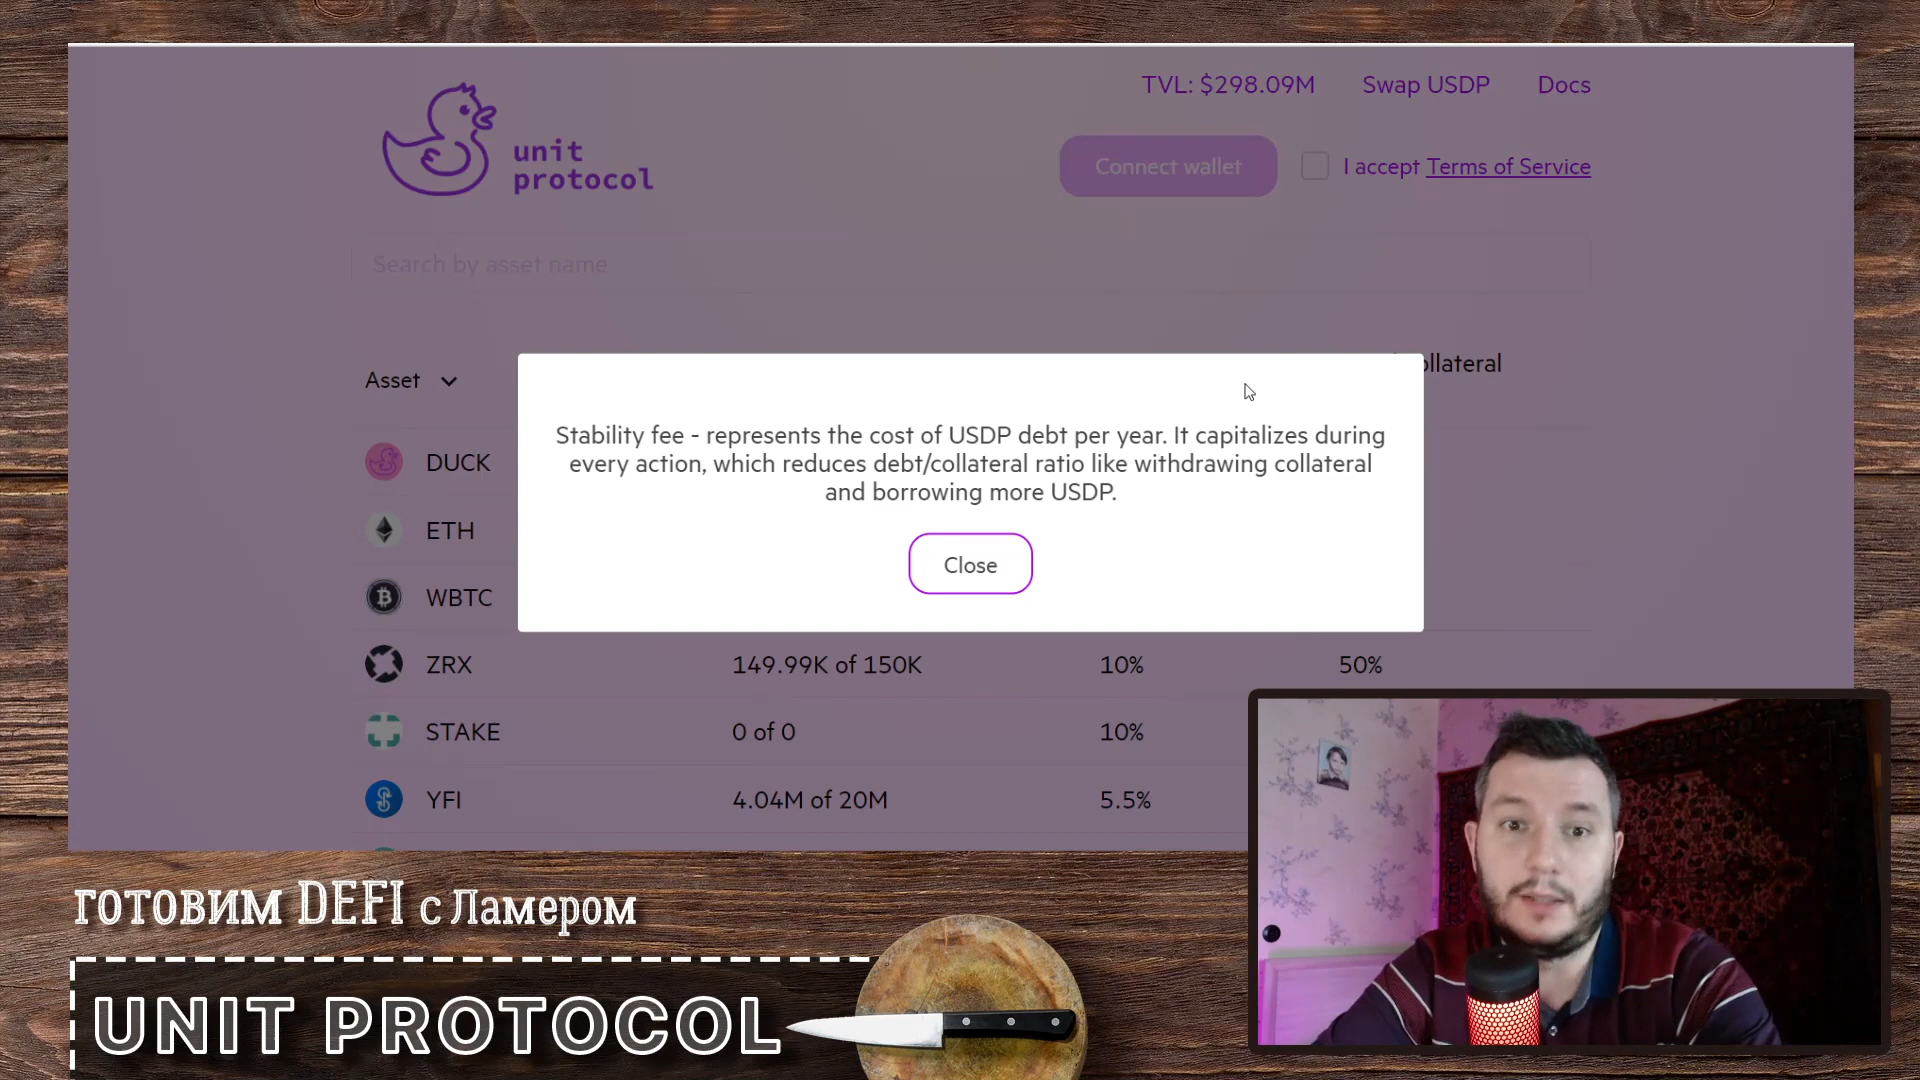 TVL: $298.09M Swap USDP Docs
unit
protocol
Connect wallet I accept Terms of Service
Search by asset name
Asset
ollateral
Stability fee - represents the cost of USDP debt per year. It capitalizes during
every action, which reduces debt/collateral ratio like withdrawing collateral
and borrowing more USDP.
Close
DUCK
ETH
WBTC
ZRX 149.99K of 150K 10% 50%
STAKE 0 of 0 10%
YFI 4.04M of 20M 5.5%
готовим DEFI с Ламером
UNIT PROTOCOL